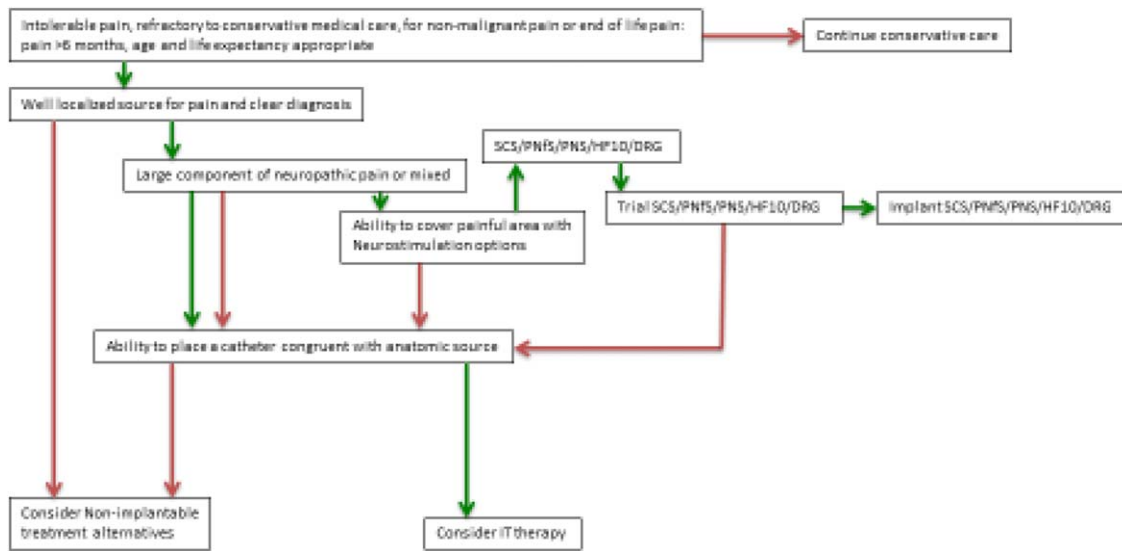 Intolerable pain, refractory to conservative medical care, for non-malignant pain or end of life pain:
pain >6 months, age and life expectancy appropriate
Continue conservative care
Well localized source for pain and clear diagnosis
SCS/PNfS/PNS/HF10/DRG
Large component of neuropathic pain or mixed
Trial SCS/PNfS/PNS/HF10/DRG
Implant SCS/PNfS/PNS/HF10/DRG
Ability to cover painful area with
Neurostimulation options
Ability to place a catheter congruent with anatomic source
Consider Non-implantable
treatment alternatives
Consider IT therapy